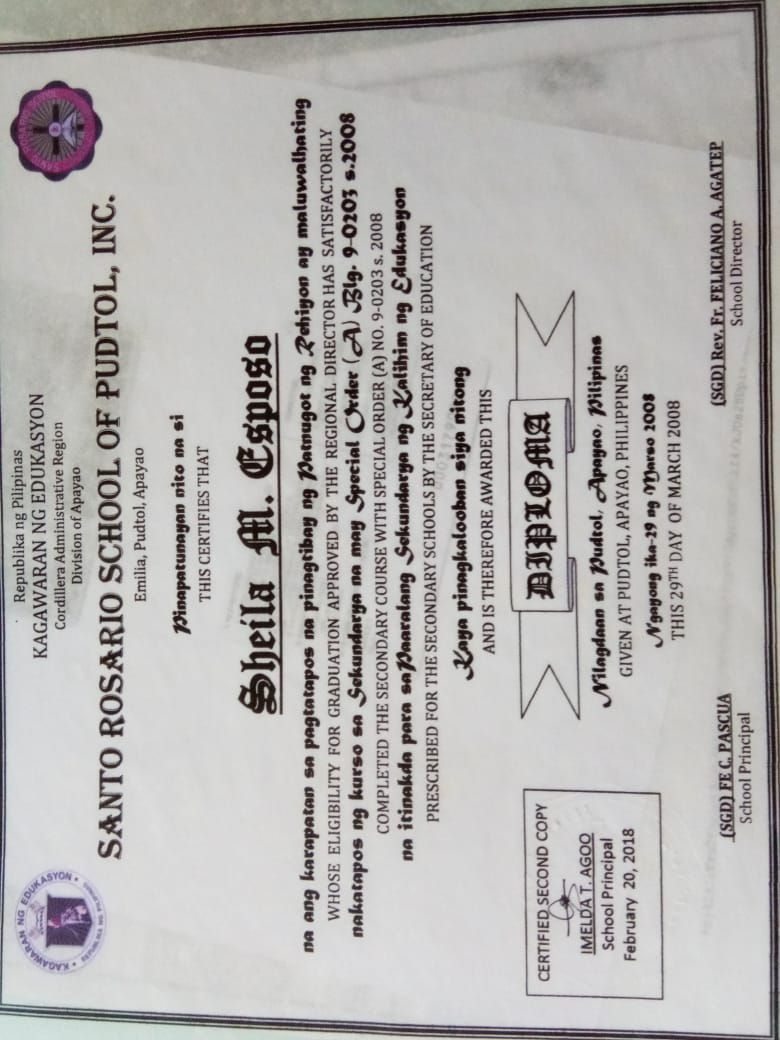 Republika ng Pilipinas
KAGAWARAN NG EDUKASYON
Cordillera Administrative Region
Division of Apayao
SANTO ROSARIO SCHOOL OF PUDTOL, INC.
Emilia, Pudtol, Apayao
KAGAWARAN NG EDUKASYON
SANTO ROSARIO SCHOOL
Pinapatunayan nito na si
THIS CERTIFIES THAT
Sheila M. Esposo
na ang karapatan sa pagtatapos na pinagtibay ng Patnugot ng Rehiyon ay maluwalhating
WHOSE ELIGIBILITY FOR GRADUATION APPROVED BY THE REGIONAL DIRECTOR HAS SATISFACTORILY
nakatapos ng kurso sa Sekundarya na may Special Order (A) Blg. 9-0203 s.2008
COMPLETED THE SECONDARY COURSE WITH SPECIAL ORDER (A) NO. 9-0203 s. 2008
na itinakda para saPaaralang Sekundarya ng Kalihim ng Edukasyon
PRESCRIBED FOR THE SECONDARY SCHOOLS BY THE SECRETARY OF EDUCATION
Kaya pinagkalooban siya nitong
AND IS THEREFORE AWARDED THIS
DIPLOMA
Nilagdaan sa Pudtol, Apayao, Pilipinas
GIVEN AT PUDTOL, APAYAO, PHILIPPINES
Ngayong ika-29 ng Marso 2008
THIS 29TH DAY OF MARCH 2008
CERTIFIED SECOND COPY
IMELDA T. AGOO
School Principal
February 20, 2018
(SGD) FE C. PASCUA
School Principal
(SGD) Rev. Fr. FELICIANO A. AGATEP
School Director